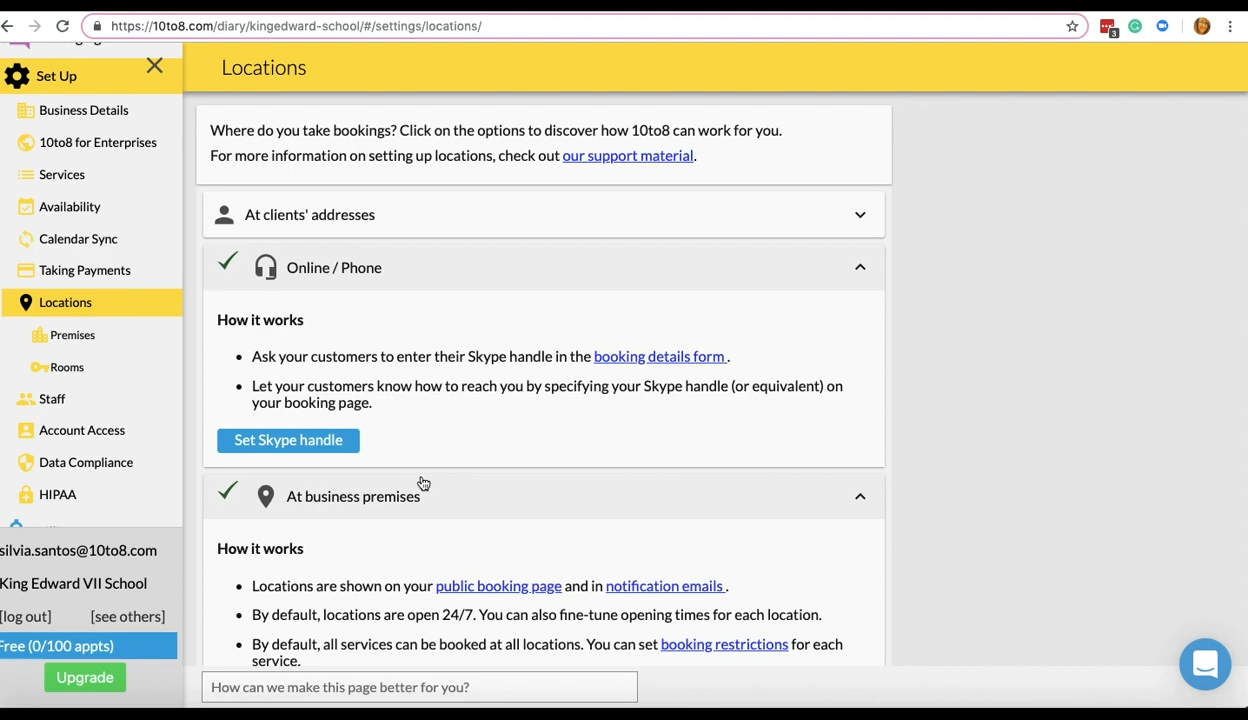 https://10to8.com/diary/kingedward-school/#/settings/locations/
3
Set Up
Locations
Business Details
10to8 for Enterprises
Services
Availability
Calendar Sync
Taking Payments
Locations
Premises
Rooms
Staff
Account Access
Data Compliance
HIPAA
silvia.santos@10to8.com
King Edward VII School
[log out] [see others]
Free (0/100 appts)
Upgrade
Where do you take bookings? Click on the options to discover how 10to8 can work for you.
For more information on setting up locations, check out our support material.
At clients' addresses
Online / Phone
How it works
• Ask your customers to enter their Skype handle in the booking details form .
• Let your customers know how to reach you by specifying your Skype handle (or equivalent) on
your booking page.
Set Skype handle
At business premises
How it works
• Locations are shown on your public booking page and in notification emails .
• By default, locations are open 24/7. You can also fine-tune opening times for each location.
• By default, all services can be booked at all locations. You can set booking restrictions for each
service.
How can we make this page better for you?